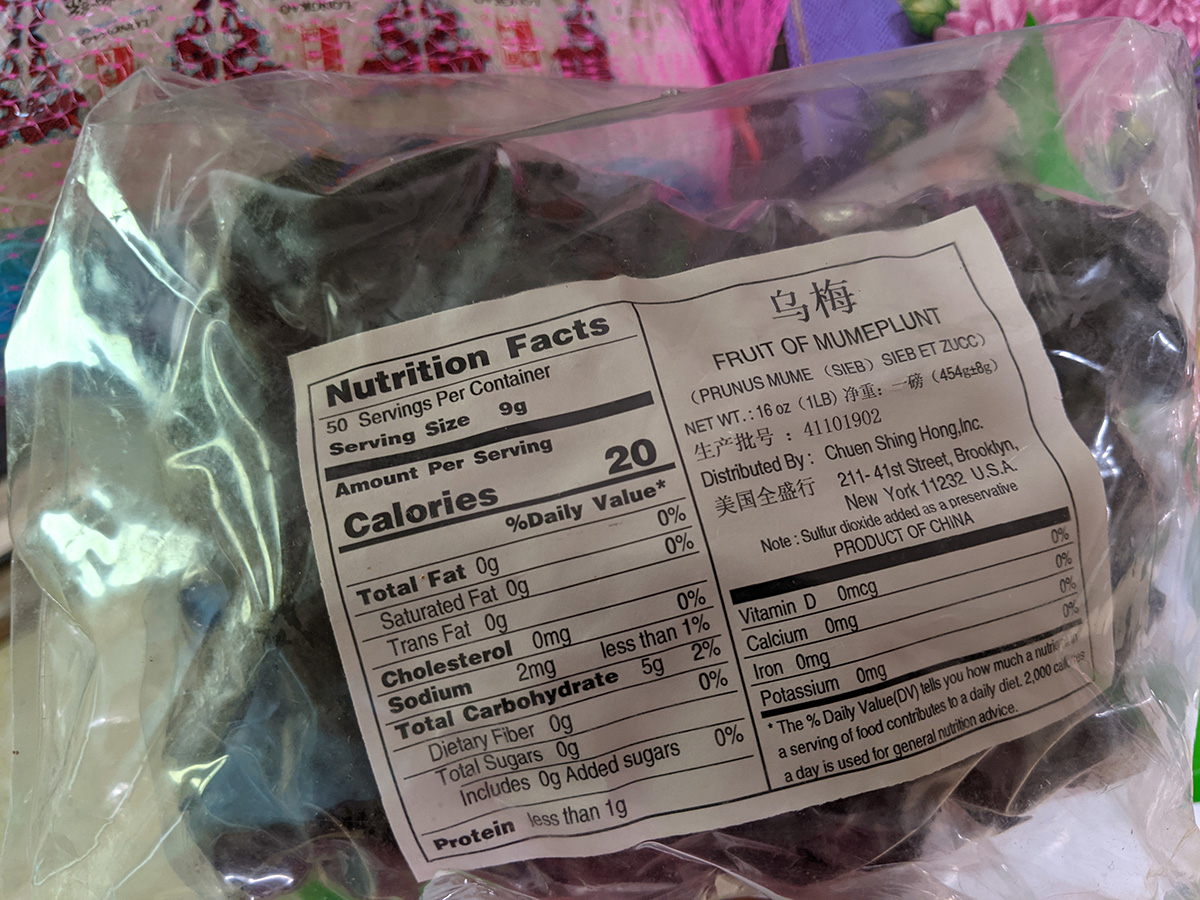 Nutrition Facts
50 Servings Per Container
Serving Size 9g
Amount Per Serving
Calories 20
%Daily Value*
Total Fat 0g 0%
Saturated Fat 0g 0%
Trans Fat 0g
Cholesterol 0mg 0%
Sodium 2mg less than 1%
Total Carbohydrate 5g 2%
Dietary Fiber 0g 0%
Total Sugars 0g
Includes 0g Added sugars 0%
Protein less than 1g
乌梅
FRUIT OF MUMEPLUNT
(PRUNUS MUME (SIEB) SIEB ET ZUCC)
NET WT.: 16 oz (1LB) 净重: 一磅 (454g±8g)
生产批号 : 41101902
Distributed By : Chuen Shing Hong,Inc.
美国全盛行 211- 41st Street, Brooklyn,
New York 11232 U.S.A.
Note : Sulfur dioxide added as a preservative
PRODUCT OF CHINA
Vitamin D 0mcg 0%
Calcium 0mg 0%
Iron 0mg 0%
Potassium 0mg 0%
* The % Daily Value(DV) tells you how much a
a serving of food contributes to a daily diet. 2,000
a day is used for general nutrition advice.